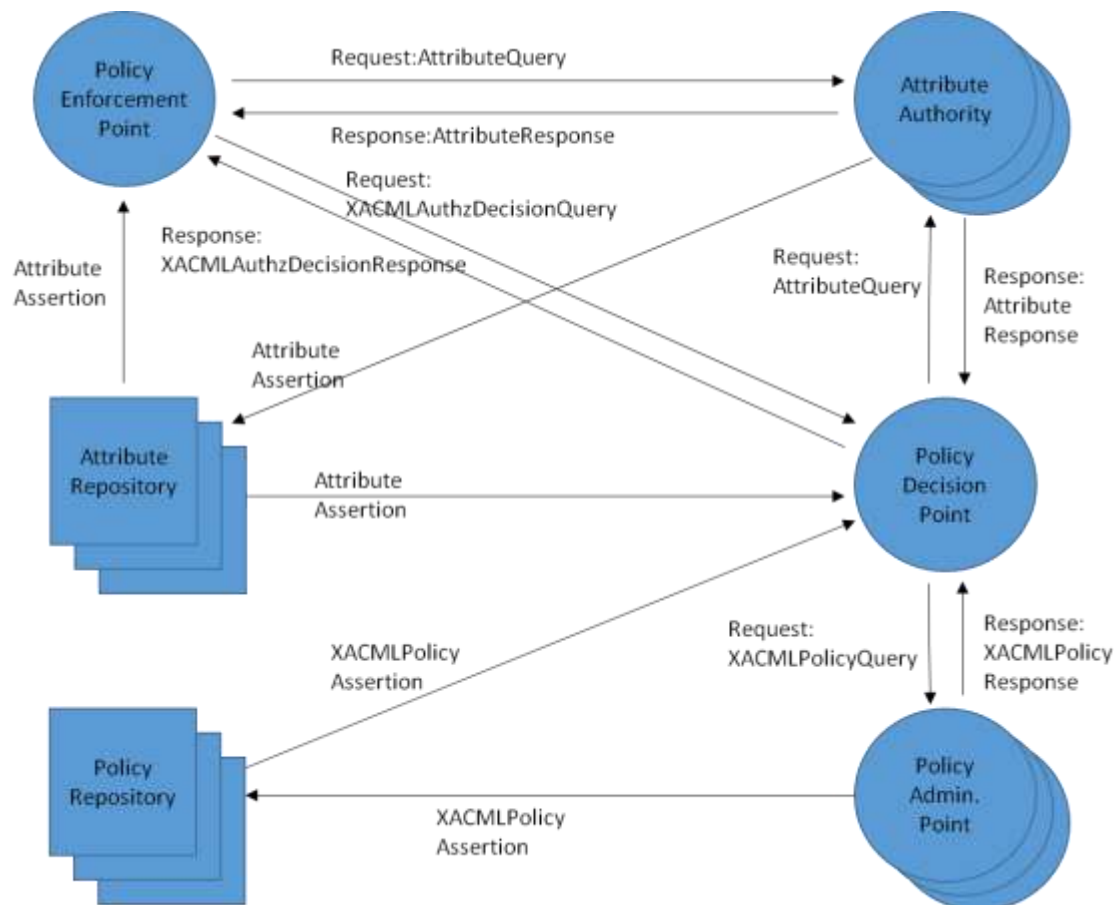 Policy
Enforcement
Point
Request:AttributeQuery
Attribute
Authority
Response:AttributeResponse
Request:
XACMLAuthzDecisionQuery
Response:
XACMLAuthzDecisionResponse
Attribute
Assertion
Request:
AttributeQuery
Response:
Attribute
Response
Attribute
Assertion
Attribute
Repository
Attribute
Assertion
Policy
Decision
Point
XACMLPolicy
Assertion
Request:
XACMLPolicyQuery
Response:
XACMLPolicy
Response
Policy
Repository
XACMLPolicy
Assertion
Policy
Admin.
Point